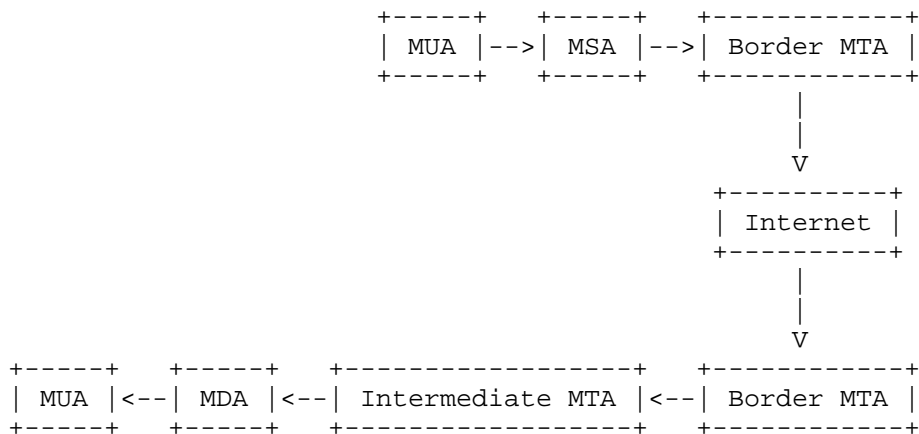 +-----+   +-----+   +------------+
| MUA |-->| MSA |-->| Border MTA |
+-----+   +-----+   +------------+
|
|
V
+----------+
| Internet |
+----------+
|
|
V
+-----+   +-----+   +------------------+   +------------+
| MUA |<--| MDA |<--| Intermediate MTA |<--| Border MTA |
+-----+   +-----+   +------------------+   +------------+